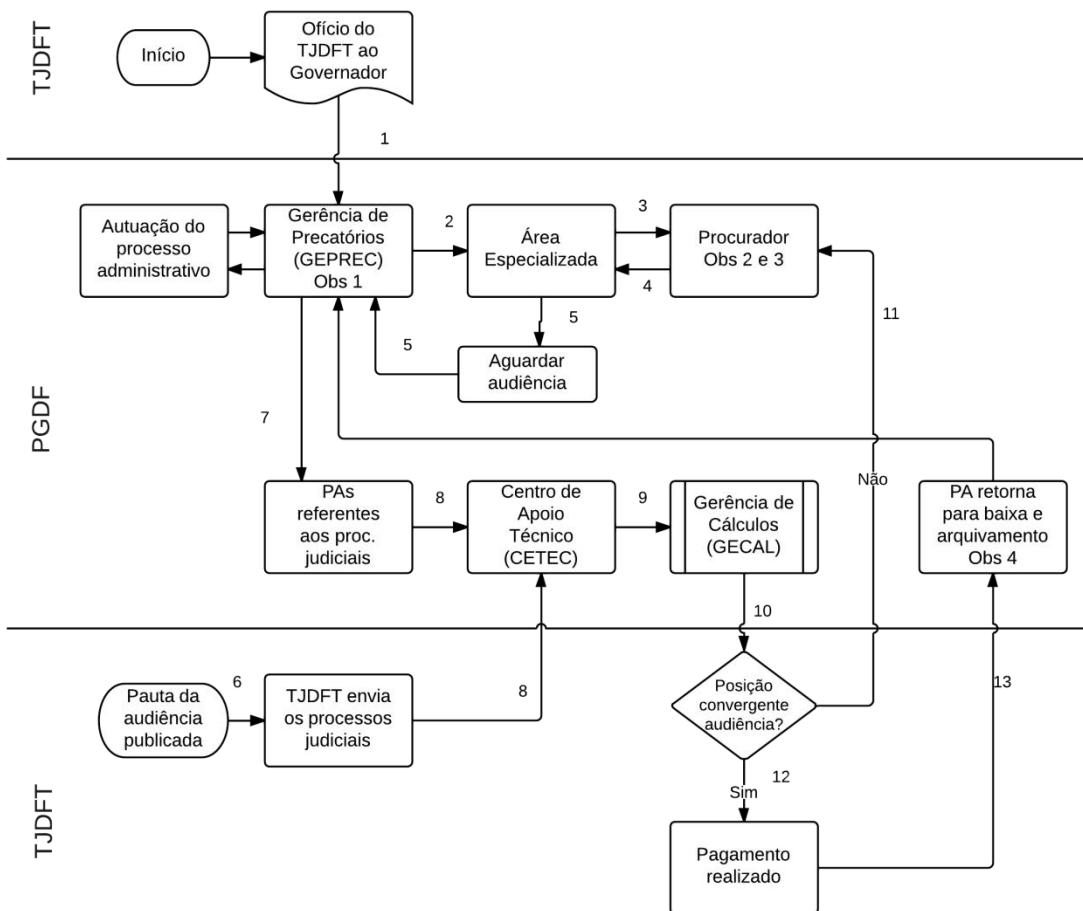 TJDFT
Início
Ofício do
TJDFT ao
Governador
1
PGDF
Autuação do
processo
administrativo
Gerência de
Precatórios
(GEPREC)
Obs 1
2
Área
Especializada
3
4
Procurador
Obs 2 e 3
5
5
Aguardar
audiência
11
7
Não
PAs
referentes
aos proc.
judiciais
8
Centro de
Apoio
Técnico
(CETEC)
9
Gerência de
Cálculos
(GECAL)
PA retorna
para baixa e
arquivamento
Obs 4
10
TJDFT
Pauta da
audiência
publicada
6
TJDFT envia
os processos
judiciais
8
Posição
convergente
audiência?
13
12
Sim
Pagamento
realizado